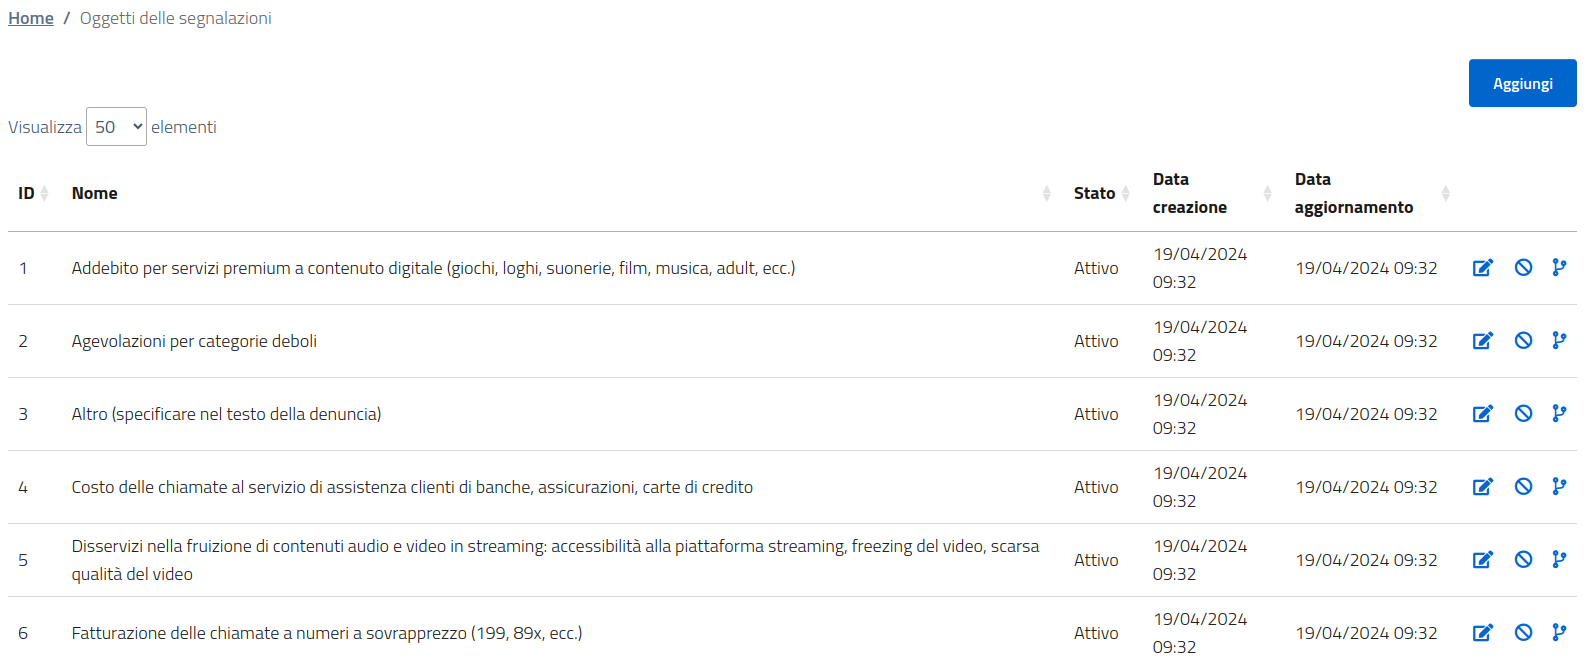 Home / Oggetti delle segnalazioni
Aggiungi
Visualizza 50 elementi
ID Nome Stato Data creazione Data aggiornamento
1 Addebito per servizi premium a contenuto digitale (giochi, loghi, suonerie, film, musica, adult, ecc.) Attivo 19/04/2024 09:32 19/04/2024 09:32
2 Agevolazioni per categorie deboli Attivo 19/04/2024 09:32 19/04/2024 09:32
3 Altro (specificare nel testo della denuncia) Attivo 19/04/2024 09:32 19/04/2024 09:32
4 Costo delle chiamate al servizio di assistenza clienti di banche, assicurazioni, carte di credito Attivo 19/04/2024 09:32 19/04/2024 09:32
5 Disservizi nella fruizione di contenuti audio e video in streaming: accessibilità alla piattaforma streaming, freezing del video, scarsa qualità del video Attivo 19/04/2024 09:32 19/04/2024 09:32
6 Fatturazione delle chiamate a numeri a sovrapprezzo (199, 89x, ecc.) Attivo 19/04/2024 09:32 19/04/2024 09:32